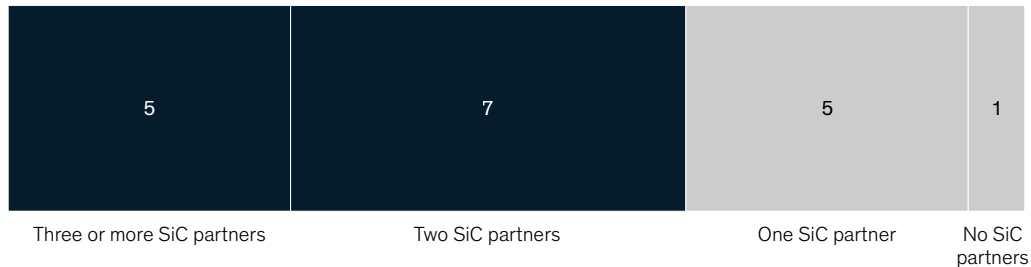 5 7 5 1
Three or more SiC partners Two SiC partners One SiC partner No SiC
partners